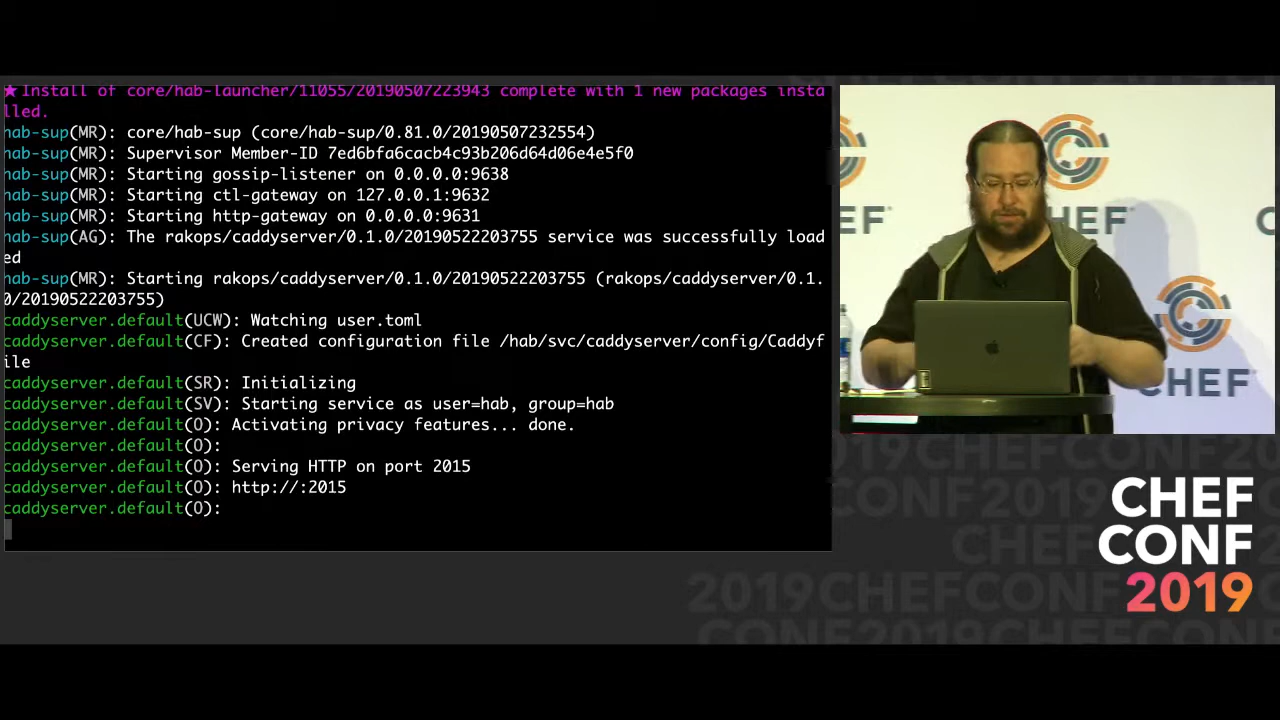 ★ Install of core/hab-launcher/11055/20190507223943 complete with 1 new packages insta
lled.
hab-sup(MR): core/hab-sup (core/hab-sup/0.81.0/20190507232554)
hab-sup(MR): Supervisor Member-ID 7ed6bfa6cacb4c93b206d64d06e4e5f0
hab-sup(MR): Starting gossip-listener on 0.0.0.0:9638
hab-sup(MR): Starting ctl-gateway on 127.0.0.1:9632
hab-sup(MR): Starting http-gateway on 0.0.0.0:9631
hab-sup(AG): The rakops/caddyserver/0.1.0/20190522203755 service was successfully load
ed
hab-sup(MR): Starting rakops/caddyserver/0.1.0/20190522203755 (rakops/caddyserver/0.1.
0/20190522203755)
caddyserver.default(UCW): Watching user.toml
caddyserver.default(CF): Created configuration file /hab/svc/caddyserver/config/Caddyf
ile
caddyserver.default(SR): Initializing
caddyserver.default(SV): Starting service as user=hab, group=hab
caddyserver.default(O): Activating privacy features... done.
caddyserver.default(O):
caddyserver.default(O): Serving HTTP on port 2015
caddyserver.default(O): http://:2015
caddyserver.default(O):
EF
HEF
CHEF
CHEF
CONF
2019
2019CHEFCONF20
CONF2019CHEF
CHEFCONF2
2019CHEFCONF
CONF2019CHEFCONF